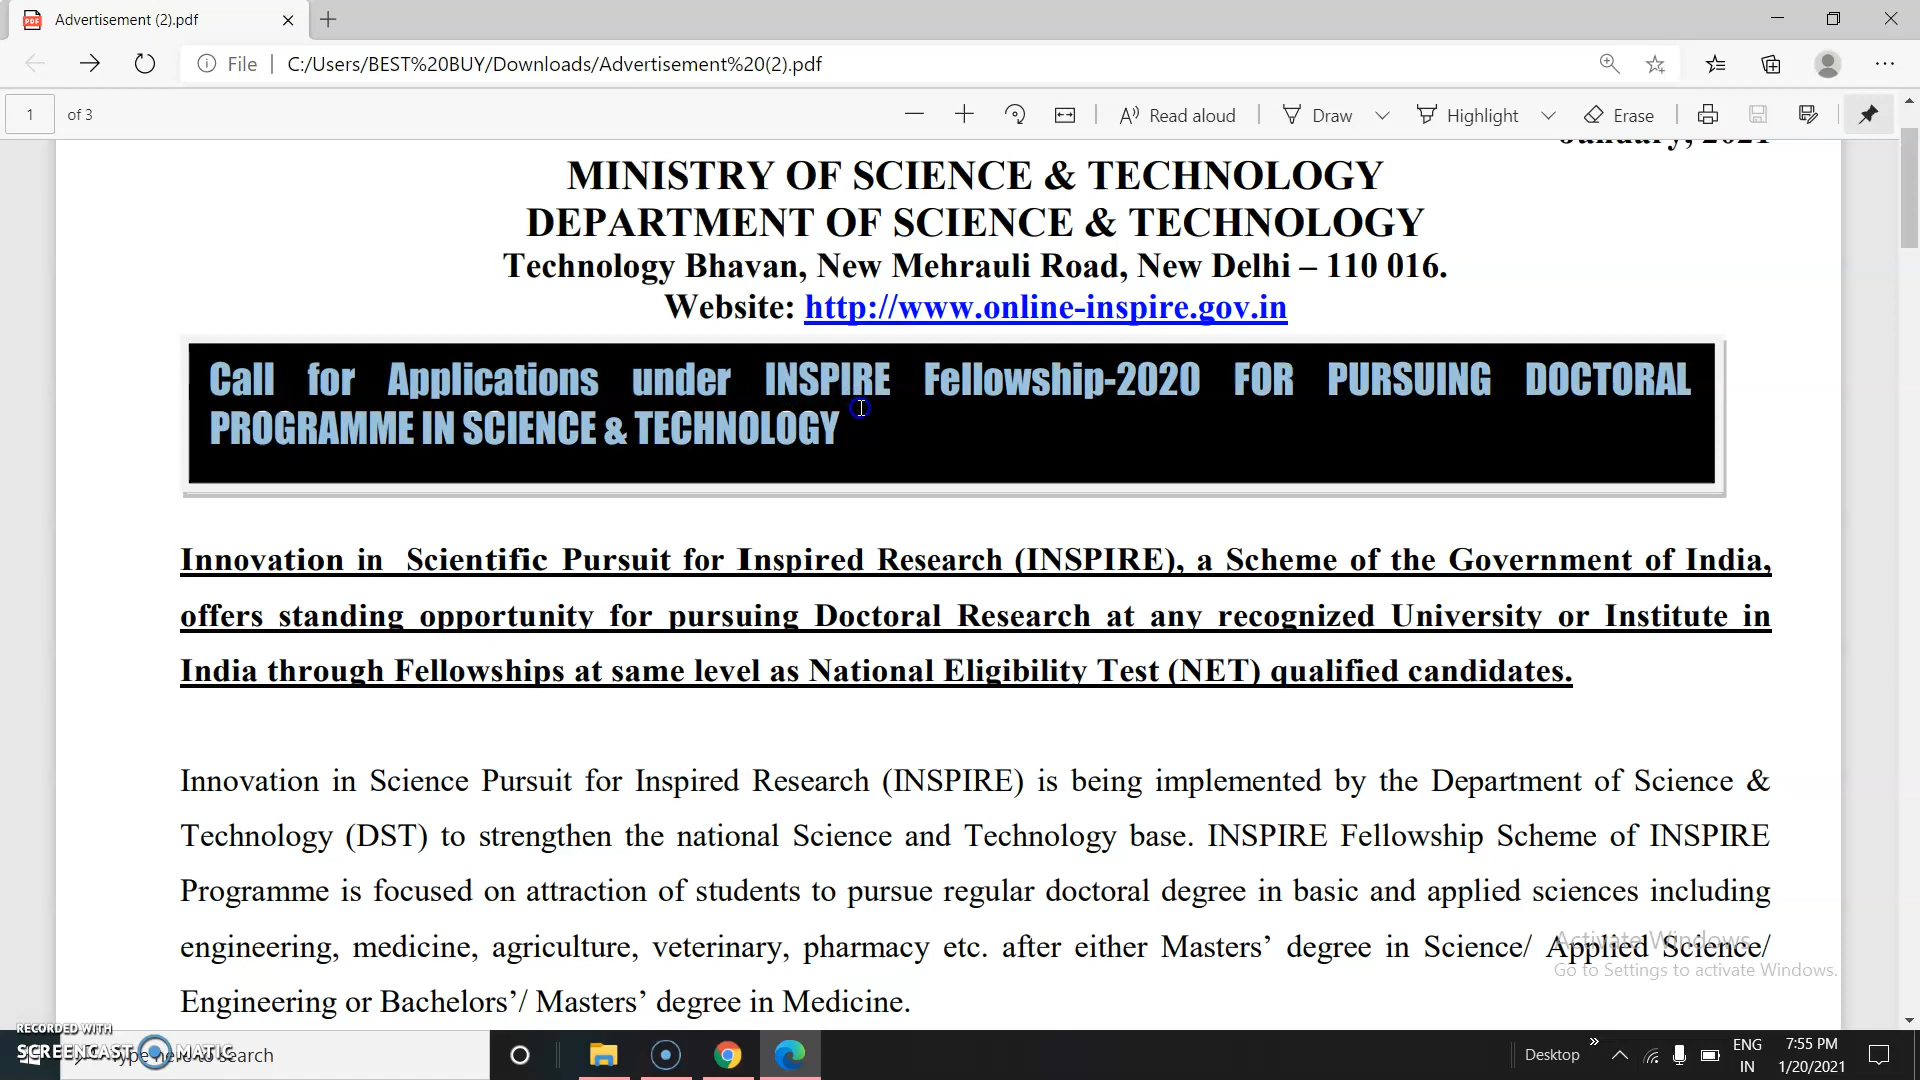 Advertisement (2).pdf
File
C:/Users/BEST%20BUY/Downloads/Advertisement%20(2).pdf
1 of 3
Read aloud
Draw
Highlight
Erase
January, 2021
MINISTRY OF SCIENCE & TECHNOLOGY
DEPARTMENT OF SCIENCE & TECHNOLOGY
Technology Bhavan, New Mehrauli Road, New Delhi – 110 016.
Website: http://www.online-inspire.gov.in
Call for Applications under INSPIRE Fellowship-2020 FOR PURSUING DOCTORAL
PROGRAMME IN SCIENCE & TECHNOLOGY
Innovation in Scientific Pursuit for Inspired Research (INSPIRE), a Scheme of the Government of India,
offers standing opportunity for pursuing Doctoral Research at any recognized University or Institute in
India through Fellowships at same level as National Eligibility Test (NET) qualified candidates.
Innovation in Science Pursuit for Inspired Research (INSPIRE) is being implemented by the Department of Science &
Technology (DST) to strengthen the national Science and Technology base. INSPIRE Fellowship Scheme of INSPIRE
Programme is focused on attraction of students to pursue regular doctoral degree in basic and applied sciences including
engineering, medicine, agriculture, veterinary, pharmacy etc. after either Masters’ degree in Science/ Applied Science/
Engineering or Bachelors’/ Masters’ degree in Medicine.
Activate Windows
Go to Settings to activate Windows.
RECORDED WITH
SCREENCAST MATIC
Type here to search
Desktop
ENG
IN
7:55 PM
1/20/2021